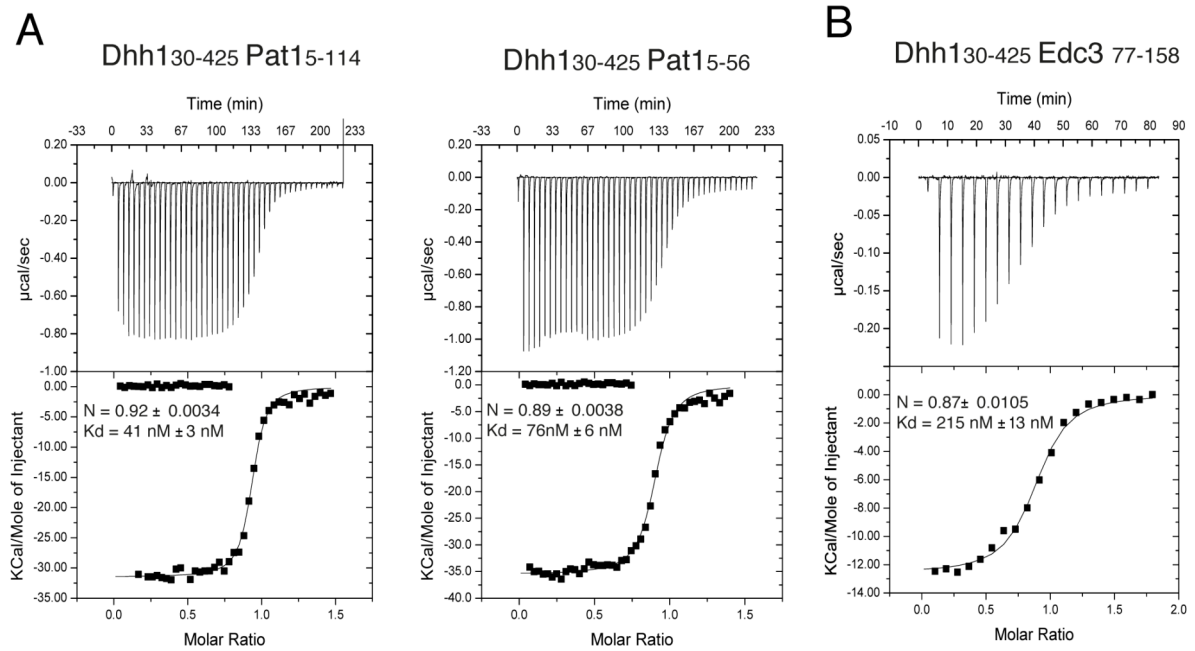 A
Dhh130-425 Pat15-114
Time (min)
-33 0 33 67 100 133 167 200 233
0.20
0.00
-0.20
-0.40
-0.60
-0.80
-1.00
µcal/sec
0.00
-5.00
-10.00
-15.00
-20.00
-25.00
-30.00
-35.00
KCal/Mole of Injectant
N = 0.92 ± 0.0034
Kd = 41 nM ±3 nM
0.0 0.5 1.0 1.5
Molar Ratio
Dhh130-425 Pat15-56
Time (min)
-33 0 33 67 100 133 167 200 233
0.20
0.00
-0.20
-0.40
-0.60
-0.80
-1.00
-1.20
µcal/sec
0.0
-5.0
-10.0
-15.0
-20.0
-25.0
-30.0
-35.0
-40.0
KCal/Mole of Injectant
N = 0.89 ± 0.0038
Kd = 76nM ±6 nM
0.0 0.5 1.0 1.5
Molar Ratio
B
Dhh130-425 Edc3 77-158
Time (min)
-10 0 10 20 30 40 50 60 70 80 90
0.05
0.00
-0.05
-0.10
-0.15
-0.20
µcal/sec
0.00
-2.00
-4.00
-6.00
-8.00
-10.00
-12.00
-14.00
KCal/Mole of Injectant
N = 0.87± 0.0105
Kd = 215 nM ±13 nM
0.0 0.5 1.0 1.5 2.0
Molar Ratio